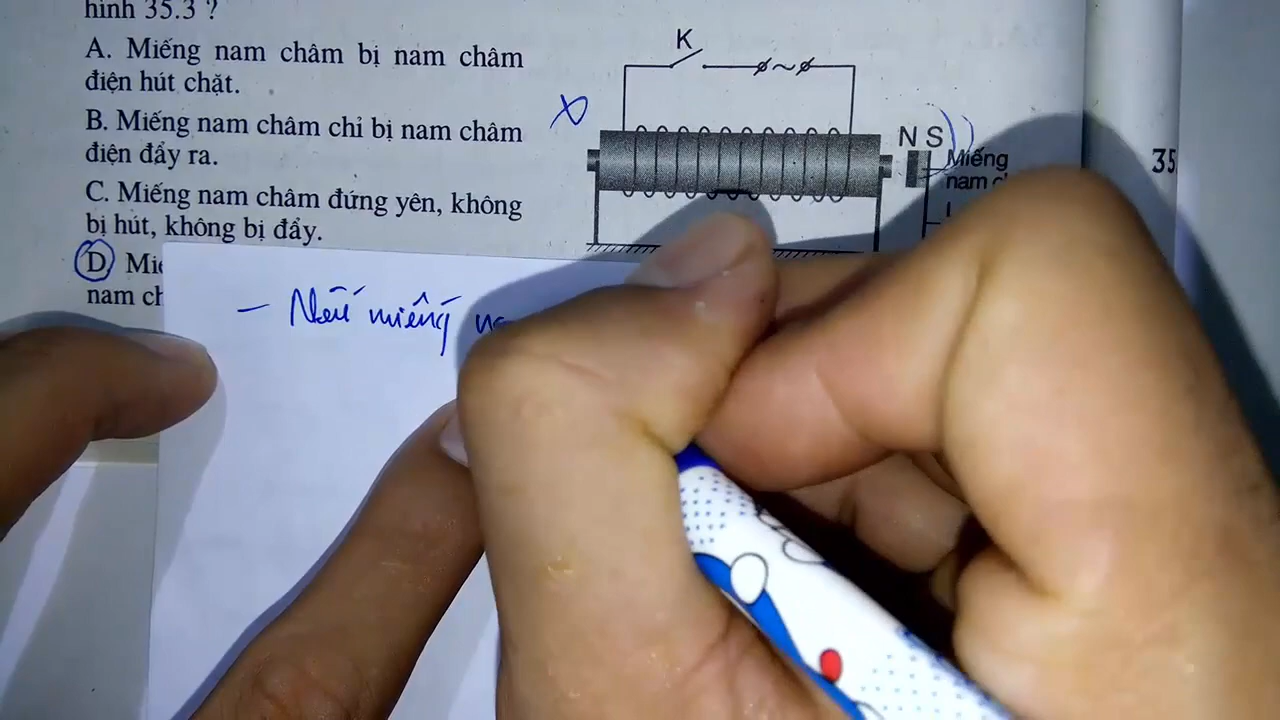 hình 35.3 ?
A. Miếng nam châm bị nam châm
điện hút chặt.
B. Miếng nam châm chỉ bị nam châm
điện đẩy ra.
C. Miếng nam châm đứng yên, không
bị hút, không bị đẩy.
D.
nam
K
N S
Miếng
nam
35
- Nếu miếng